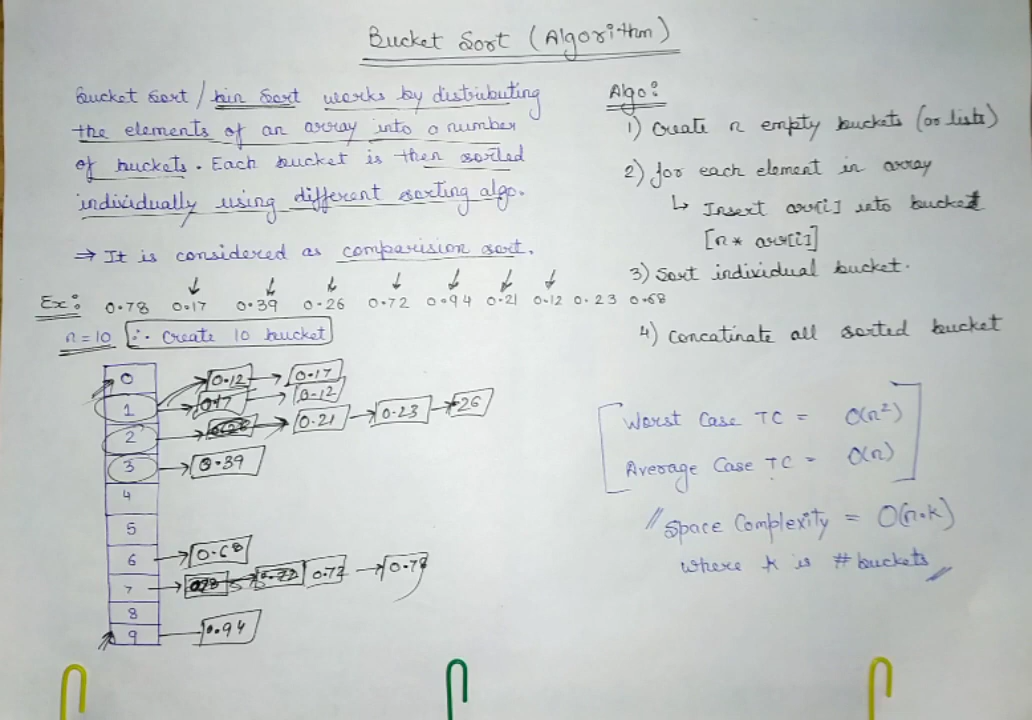 Bucket Sort (Algorithm)
Bucket Sort / bin Sort works by distributing
the elements of an array into a number
of buckets. Each bucket is then sorted
individually using different sorting algo.
⇒ It is considered as comparision sort.
Ex: 0.78 0.17 0.39 0.26 0.72 0.94 0.21 0.12 0.23 0.68
n=10 ∴ Create 10 bucket
0
1 → 0.12 → 0.17
→ 0.17 → 0.12
2 → → 0.21 → 0.23 → .26
3 → 0.39
4
5
6 → 0.68
7 → 0.72 → 0.78
8
9 0.94
Algo:
1) Create n empty buckets (or lists)
2) for each element in array
↳ Insert arr[i] into bucket
[n* arr[i]]
3) Sort individual bucket.
4) Concatinate all sorted bucket
Worst Case TC = O(n²)
Average Case TC = O(n)
// Space Complexity = O(n.k)
where k is # buckets //